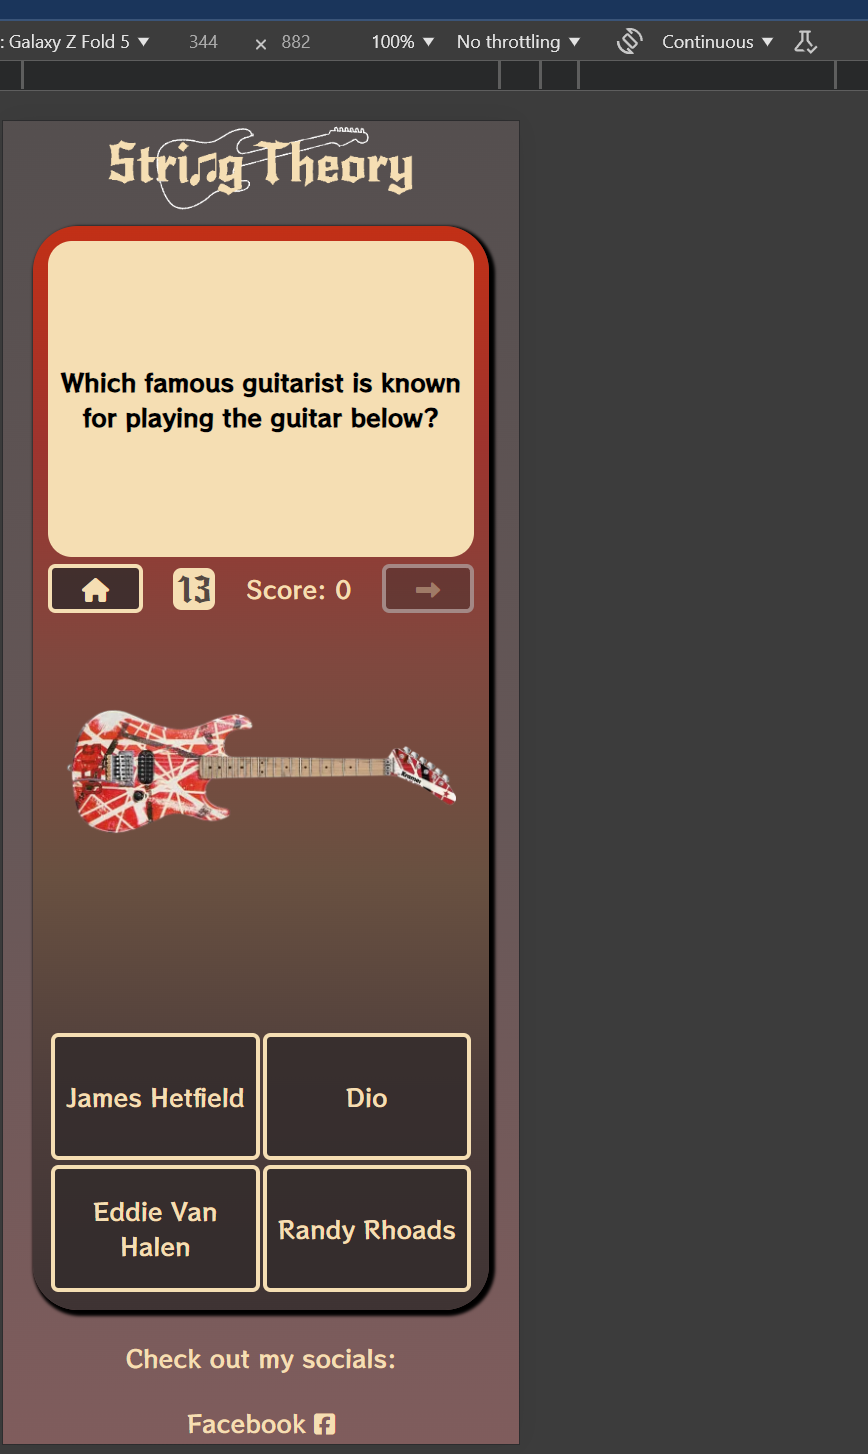 : Galaxy Z Fold 5 ▼ 344 × 882 100% ▼ No throttling ▼ Continuous ▼
String Theory
Which famous guitarist is known
for playing the guitar below?
13 Score: 0
Kramer
James Hetfield
Dio
Eddie Van
Halen
Randy Rhoads
Check out my socials:
Facebook